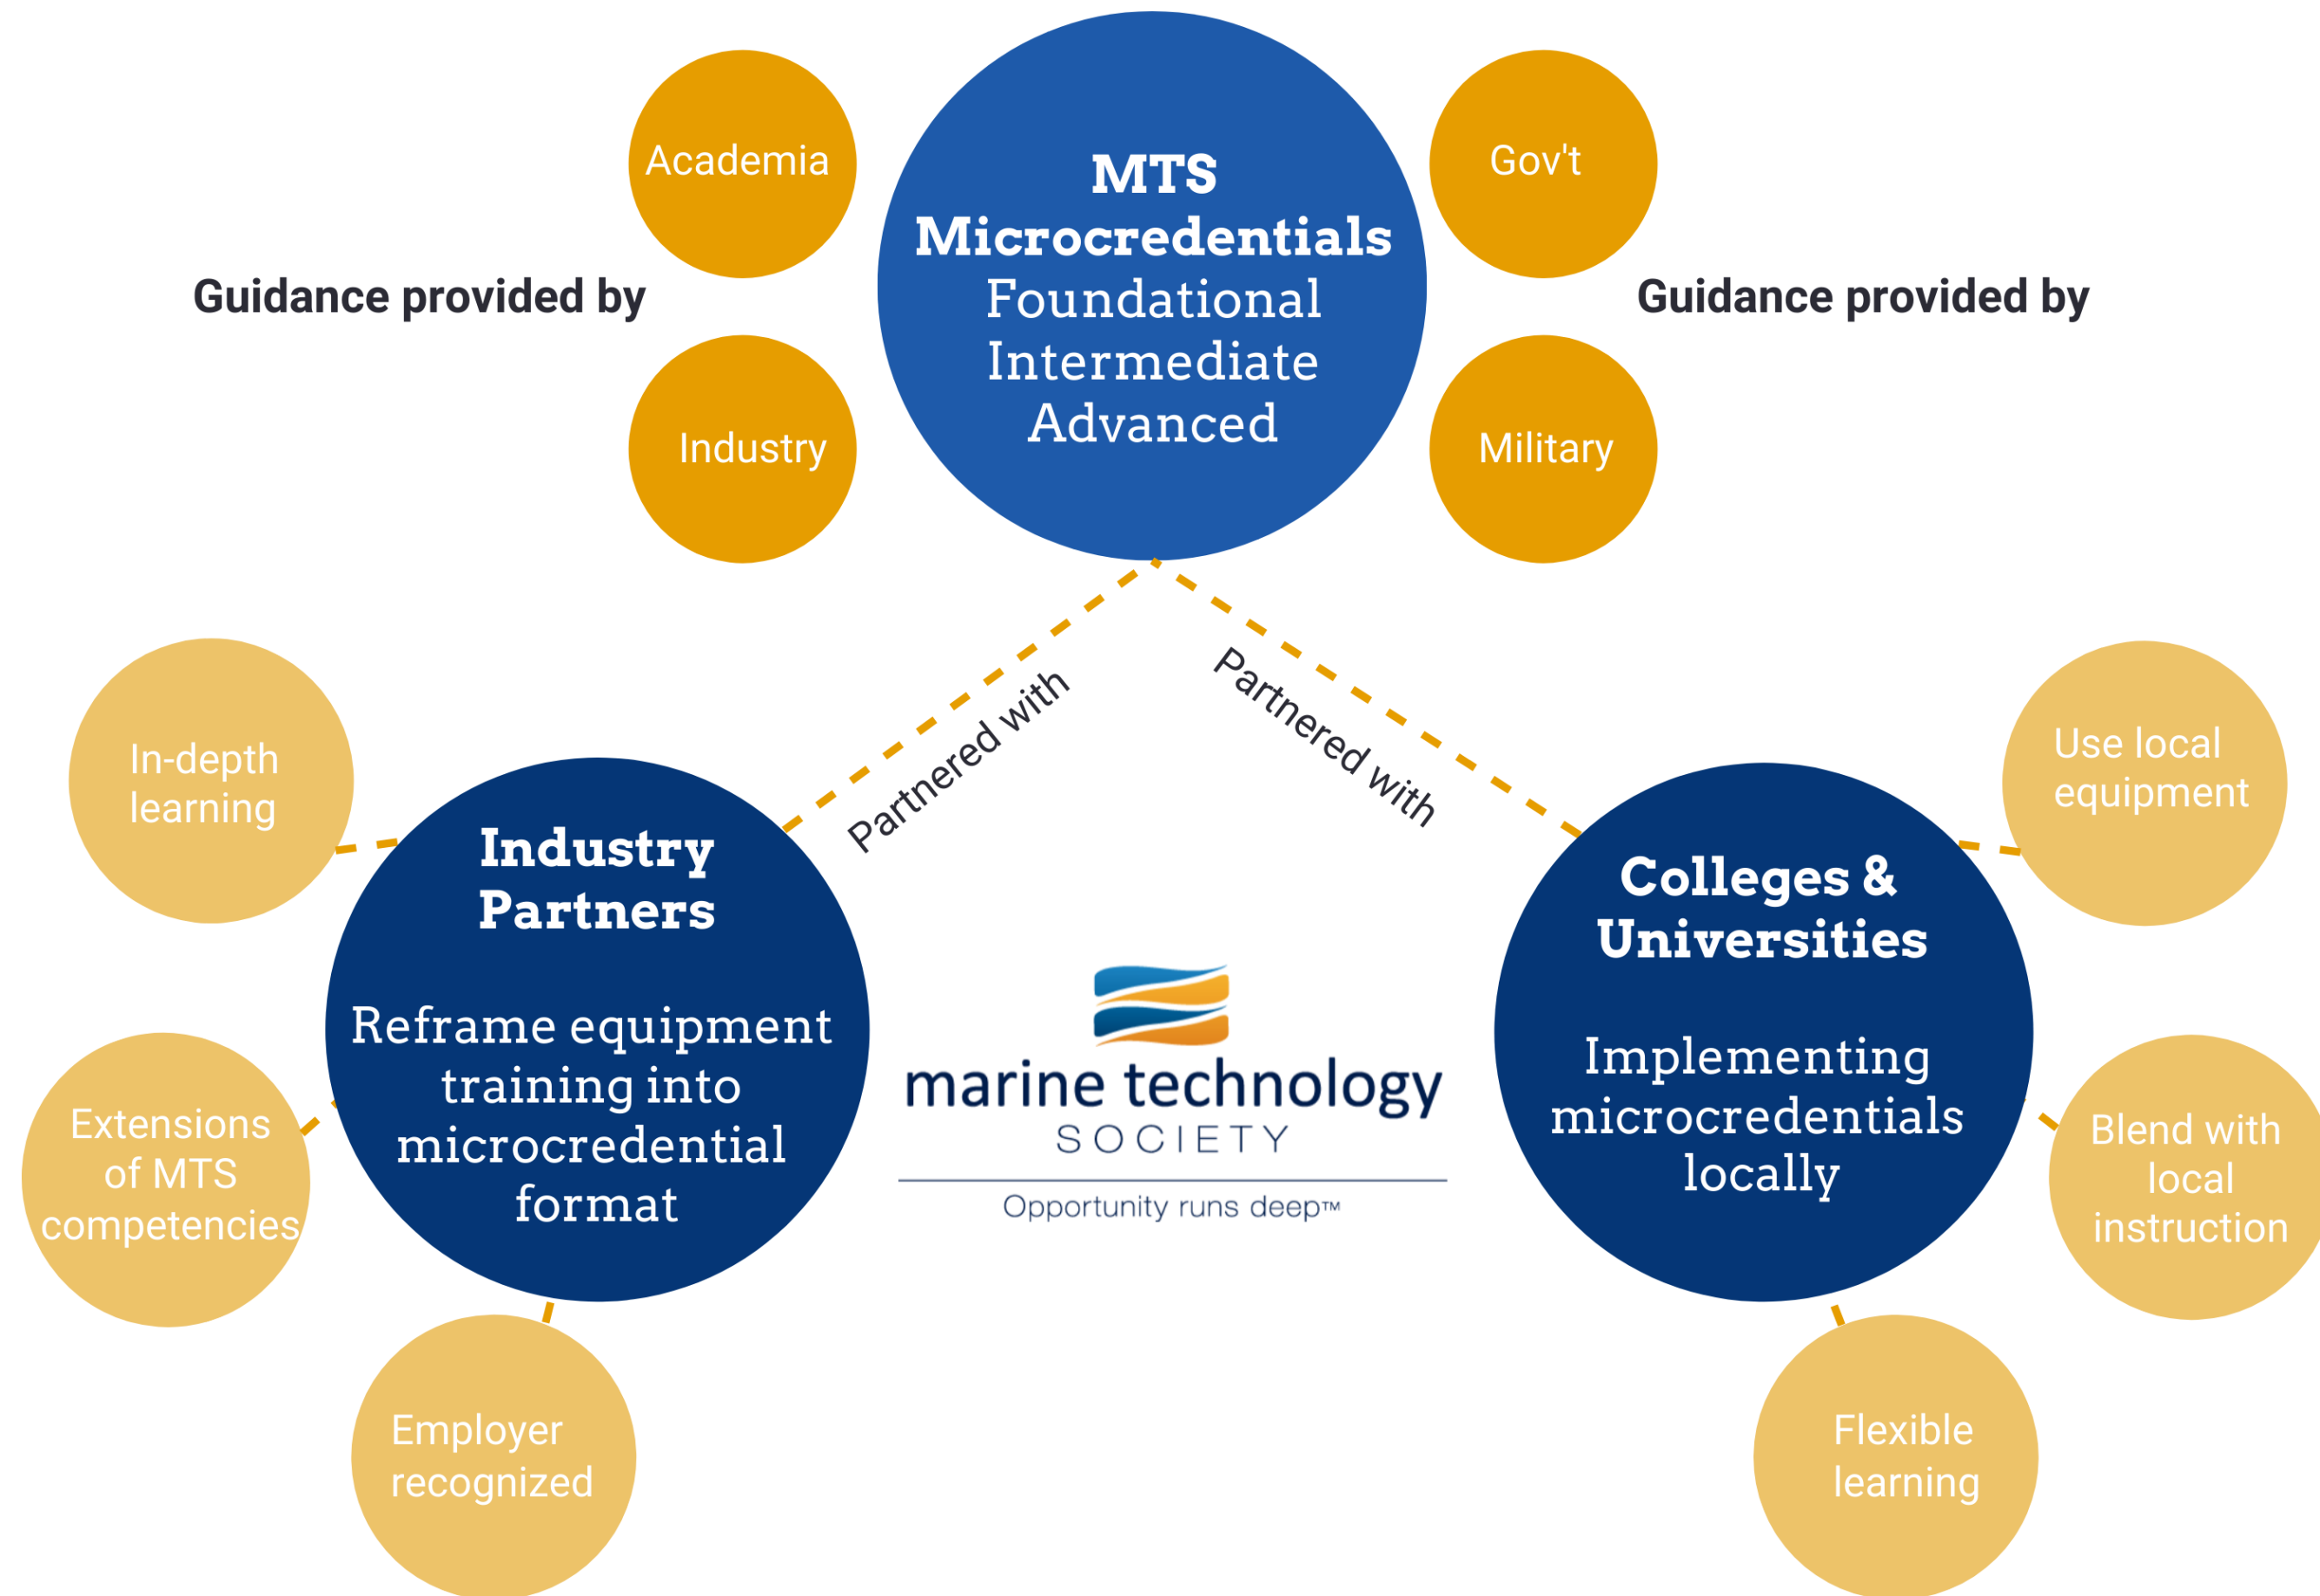 Academia
MTS
Microcredentials
Foundational
Intermediate
Advanced
Gov't
Guidance provided by
Guidance provided by
Industry
Military
Partnered with
Partnered with
In-depth
learning
Use local
equipment
Industry
Partners
Reframe equipment
training into
microcredential
format
Colleges &
Universities
Implementing
microcredentials
locally
marine technology
SOCIETY
Opportunity runs deep™
Extensions
of MTS
competencies
Blend with
local
instruction
Employer
recognized
Flexible
learning